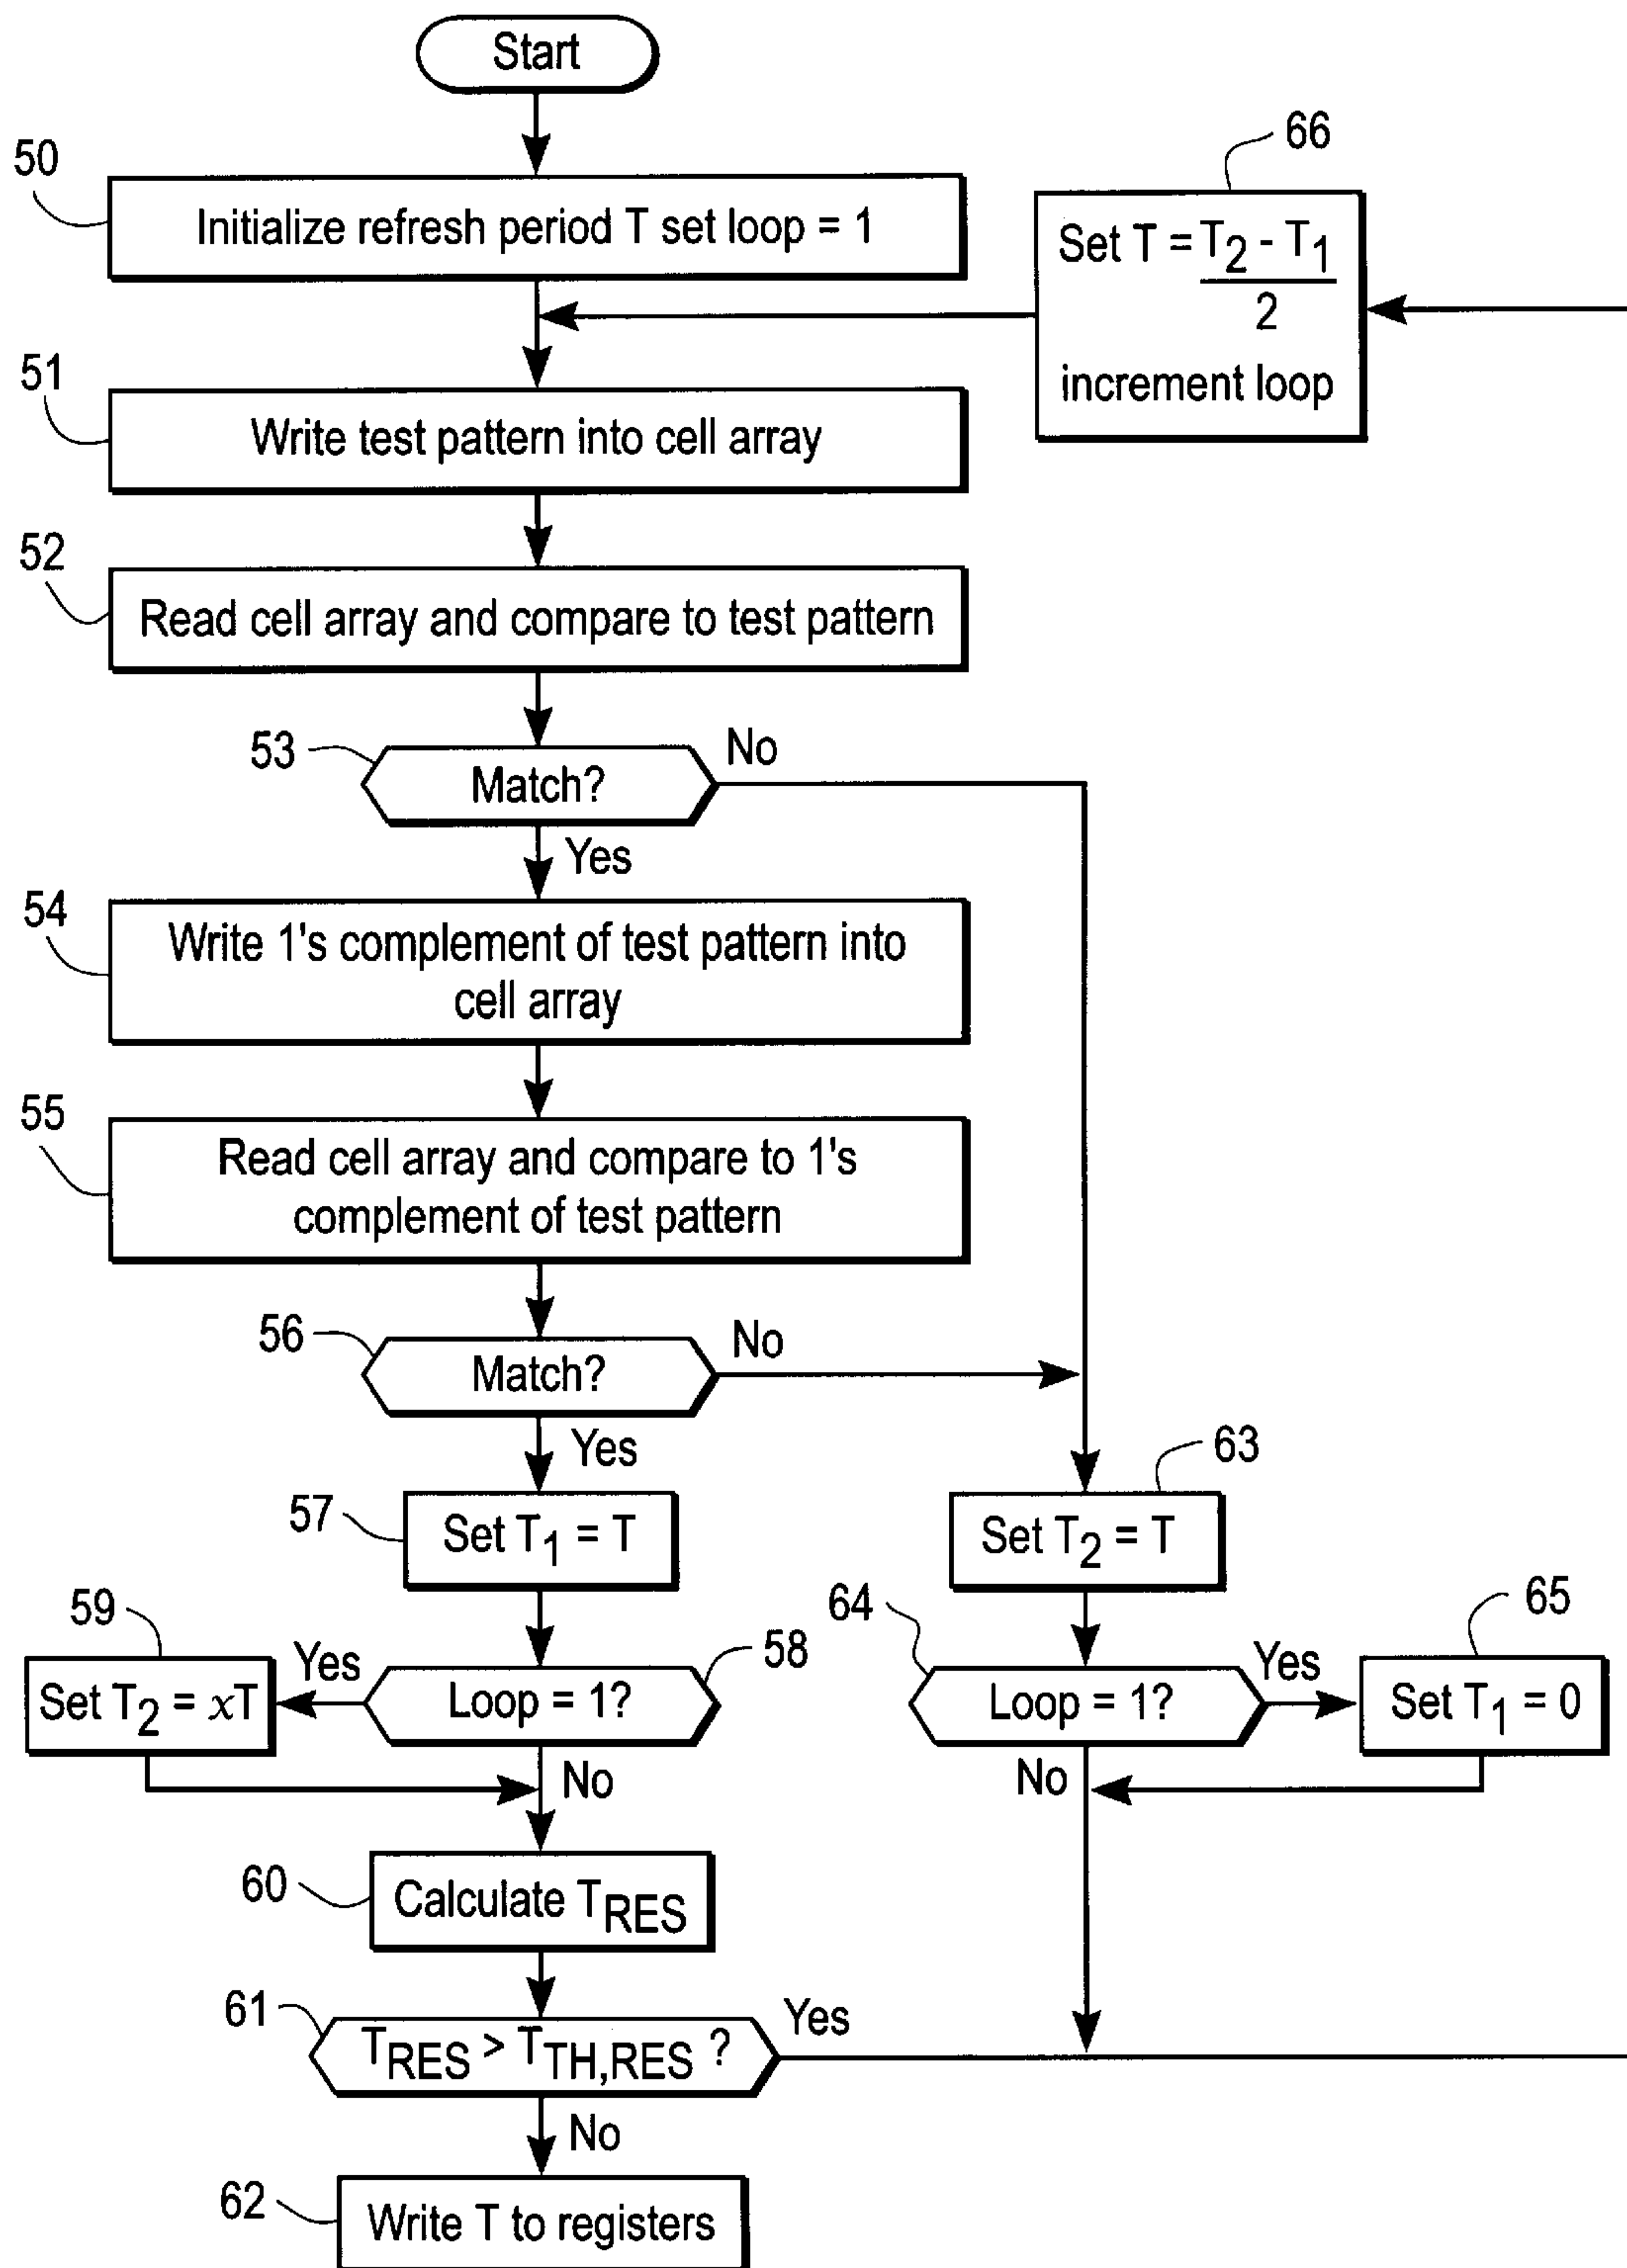 Start
50
Initialize refresh period T set loop = 1
66
Set T = T2 - T1
2
increment loop
51
Write test pattern into cell array
52
Read cell array and compare to test pattern
53
Match?
No
Yes
54
Write 1's complement of test pattern into
cell array
55
Read cell array and compare to 1's
complement of test pattern
56
Match?
No
Yes
57
Set T1 = T
63
Set T2 = T
59
Set T2 = xT
Yes
58
Loop = 1?
No
64
Loop = 1?
Yes
No
65
Set T1 = 0
60
Calculate TRES
61
TRES > TTH,RES ?
Yes
No
62
Write T to registers